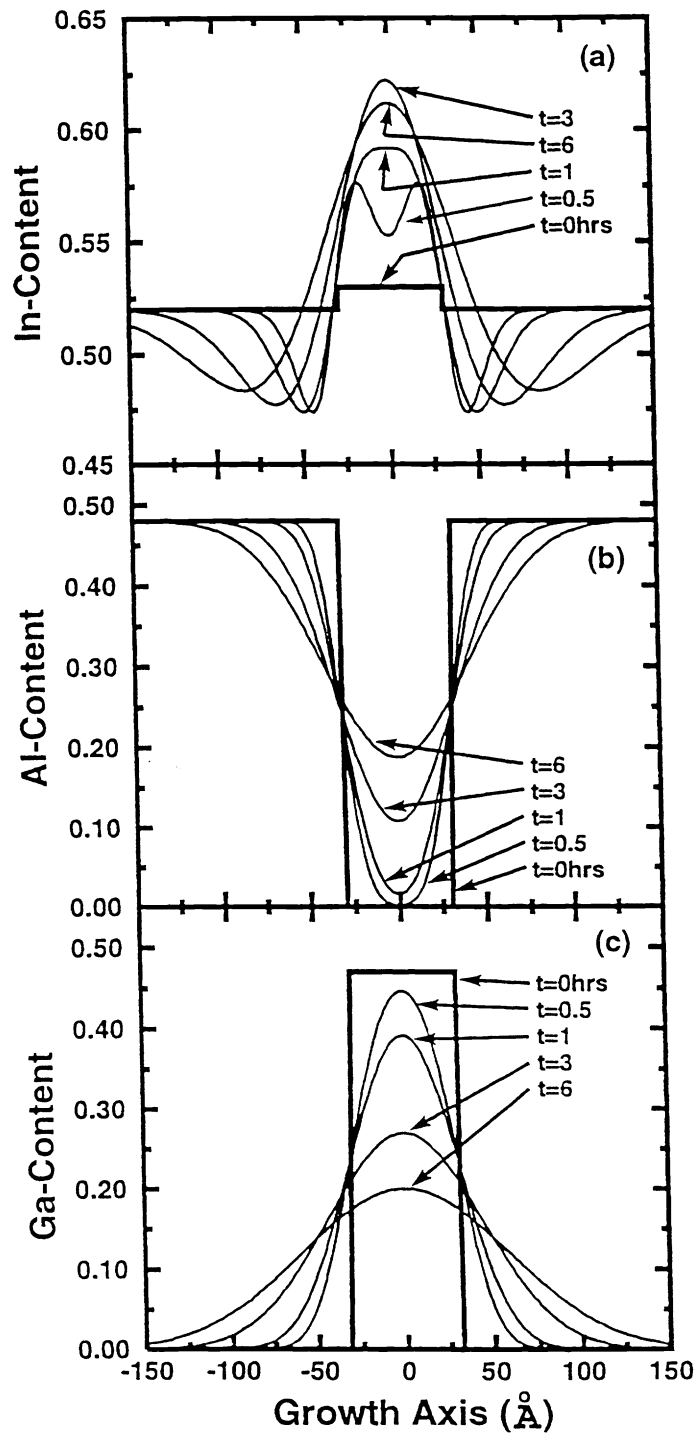 (a)
0.65
0.60
0.55
0.50
0.45
In-Content
t=3
t=6
t=1
t=0.5
t=0hrs
(b)
0.50
0.40
0.30
0.20
0.10
0.00
Al-Content
t=6
t=3
t=1
t=0.5
t=0hrs
(c)
0.50
0.40
0.30
0.20
0.10
0.00
Ga-Content
t=0hrs
t=0.5
t=1
t=3
t=6
-150 -100 -50 0 50 100 150
Growth Axis (Å)